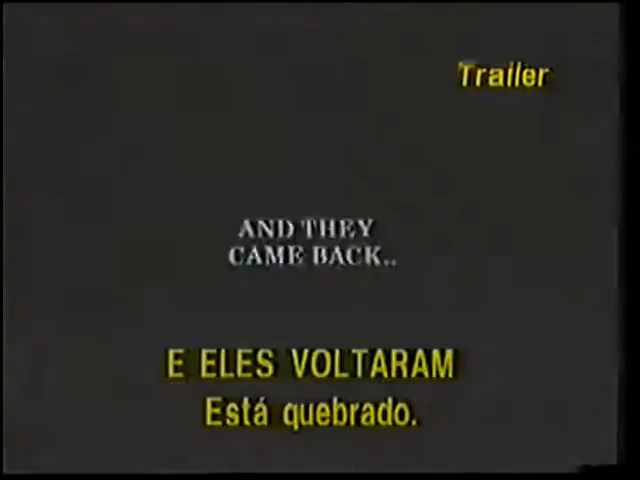 Trailer
AND THEY
CAME BACK..
E ELES VOLTARAM
Está quebrado.